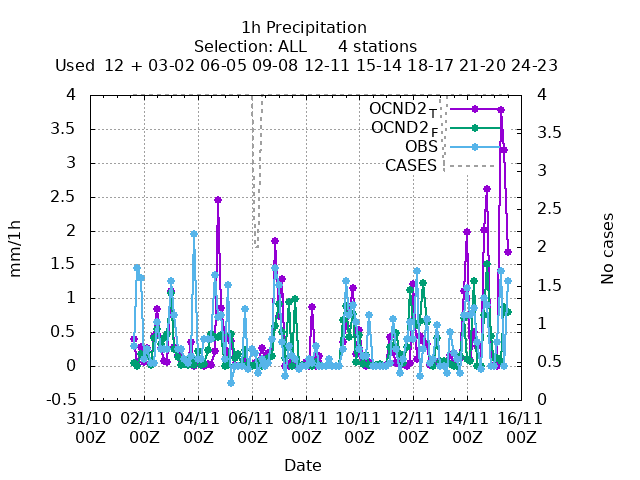 1h Precipitation
Selection: ALL 4 stations
Used 12 + 03-02 06-05 09-08 12-11 15-14 18-17 21-20 24-23
4
3.5
3
2.5
2
1.5
1
0.5
0
-0.5
mm/1h
OCND2T
OCND2F
OBS
CASES
4
3.5
3
2.5
2
1.5
1
0.5
0
No cases
31/10 02/11 04/11 06/11 08/11 10/11 12/11 14/11 16/11
00Z 00Z 00Z 00Z 00Z 00Z 00Z 00Z 00Z
Date